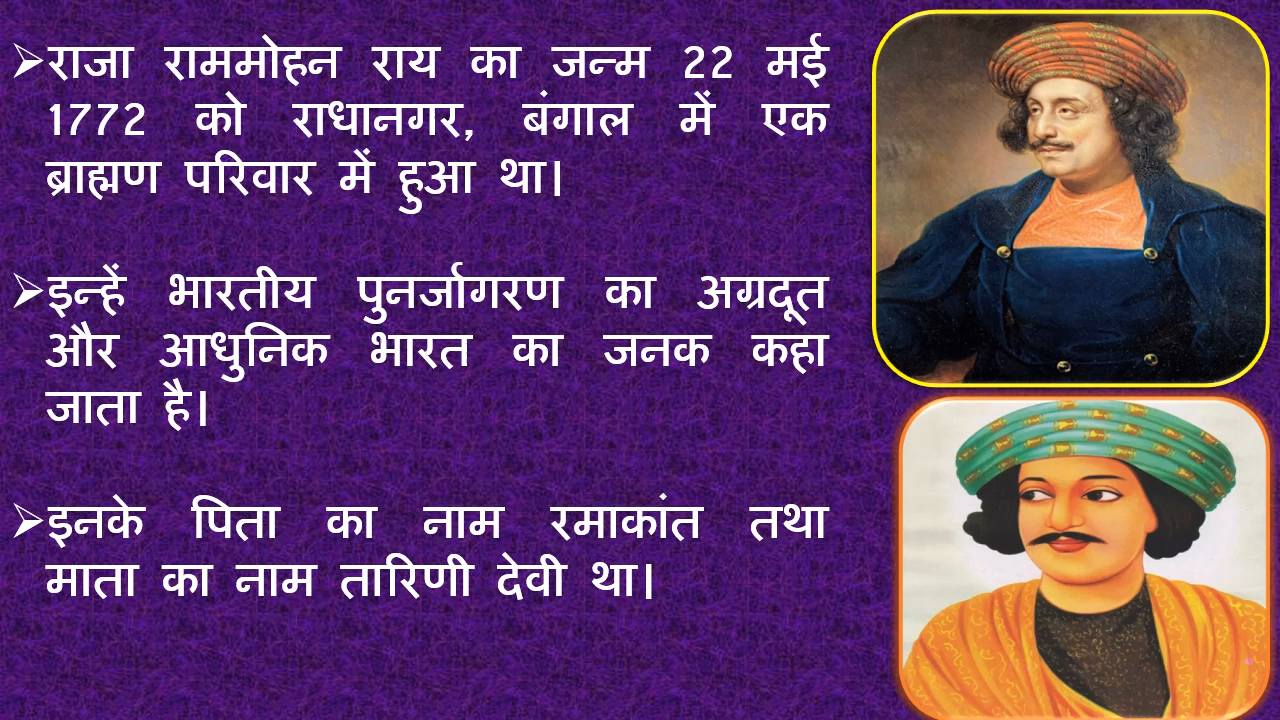 ➢राजा राममोहन राय का जन्म 22 मई
1772 को राधानगर, बंगाल में एक
ब्राह्मण परिवार में हुआ था।
➢इन्हें भारतीय पुनर्जागरण का अग्रदूत
और आधुनिक भारत का जनक कहा
जाता है।
➢इनके पिता का नाम रमाकांत तथा
माता का नाम तारिणी देवी था।